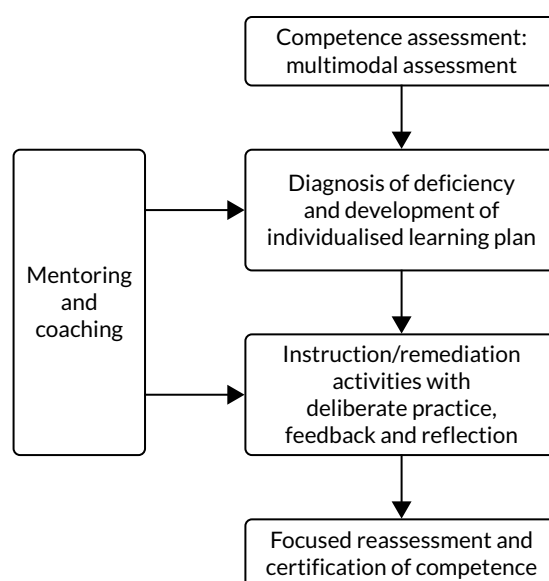 Competence assessment:
multimodal assessment
Diagnosis of deficiency
and development of
individualised learning plan
Mentoring
and
coaching
Instruction/remediation
activities with
deliberate practice,
feedback and reflection
Focused reassessment and
certification of competence